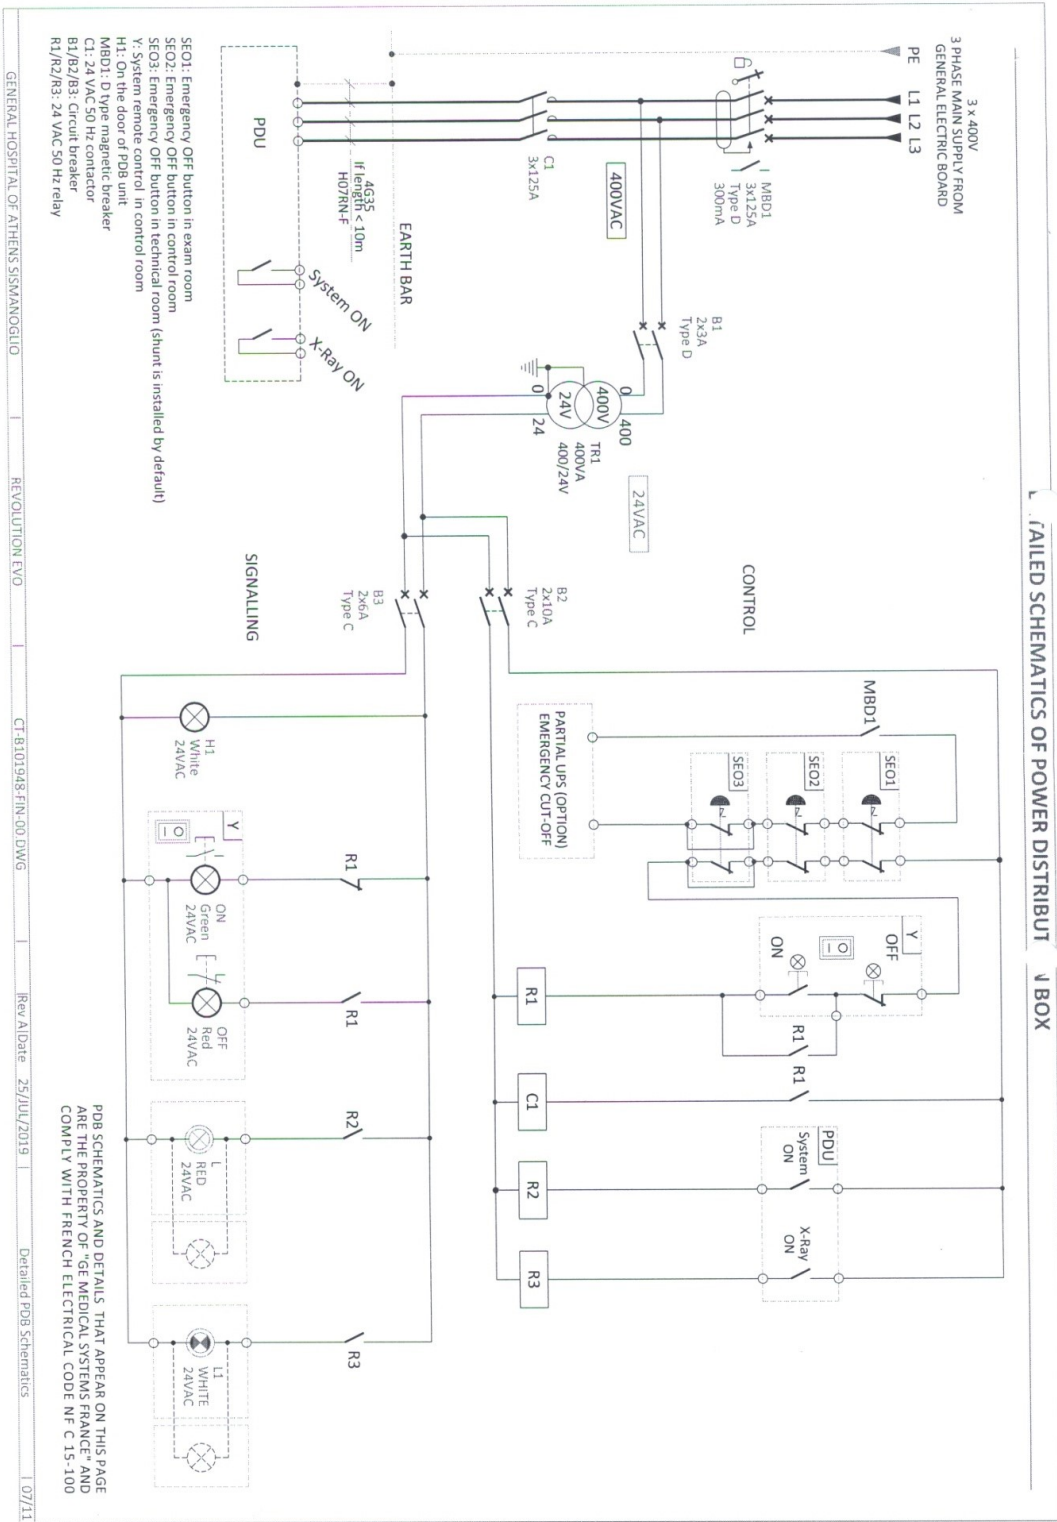 DETAILED SCHEMATICS OF POWER DISTRIBUT N BOX
3 x 400V
3 PHASE MAIN SUPPLY FROM
GENERAL ELECTRIC BOARD
PE
L1
L2
L3
MBD1
3x125A
Type D
300mA
C1
3x125A
400VAC
4G35
If length < 10m
H07RN-F
EARTH BAR
PDU
System ON
X-Ray ON
B1
2x3A
Type D
0
400
400V
24V
0
24
TR1
400VA
400/24V
24VAC
CONTROL
B2
2x10A
Type C
B3
2x6A
Type C
SIGNALLING
MBD1
SEO1
SEO2
SEO3
PARTIAL UPS (OPTION)
EMERGENCY CUT-OFF
Y
OFF
ON
R1
R1
R1
C1
PDU
System
ON
X-Ray
ON
R2
R3
H1
White
24VAC
Y
R1
ON
Green
24VAC
R1
OFF
Red
24VAC
R2
L
RED
24VAC
R3
L1
WHITE
24VAC
SEO1: Emergency OFF button in exam room
SEO2: Emergency OFF button in control room
SEO3: Emergency OFF button in technical room (shunt is installed by default)
Y: System remote control in control room
H1: On the door of PDB unit
MBD1: D type magnetic breaker
C1: 24 VAC 50 Hz contactor
B1/B2/B3: Circuit breaker
R1/R2/R3: 24 VAC 50 Hz relay
PDB SCHEMATICS AND DETAILS THAT APPEAR ON THIS PAGE
ARE THE PROPERTY OF "GE MEDICAL SYSTEMS FRANCE" AND
COMPLY WITH FRENCH ELECTRICAL CODE NF C 15-100
GENERAL HOSPITAL OF ATHENS SISMANOGLIO | REVOLUTION EVO | CT-B101948-FIN-00.DWG |Rev A|Date 25/JUL/2019 | Detailed PDB Schematics | 07/11